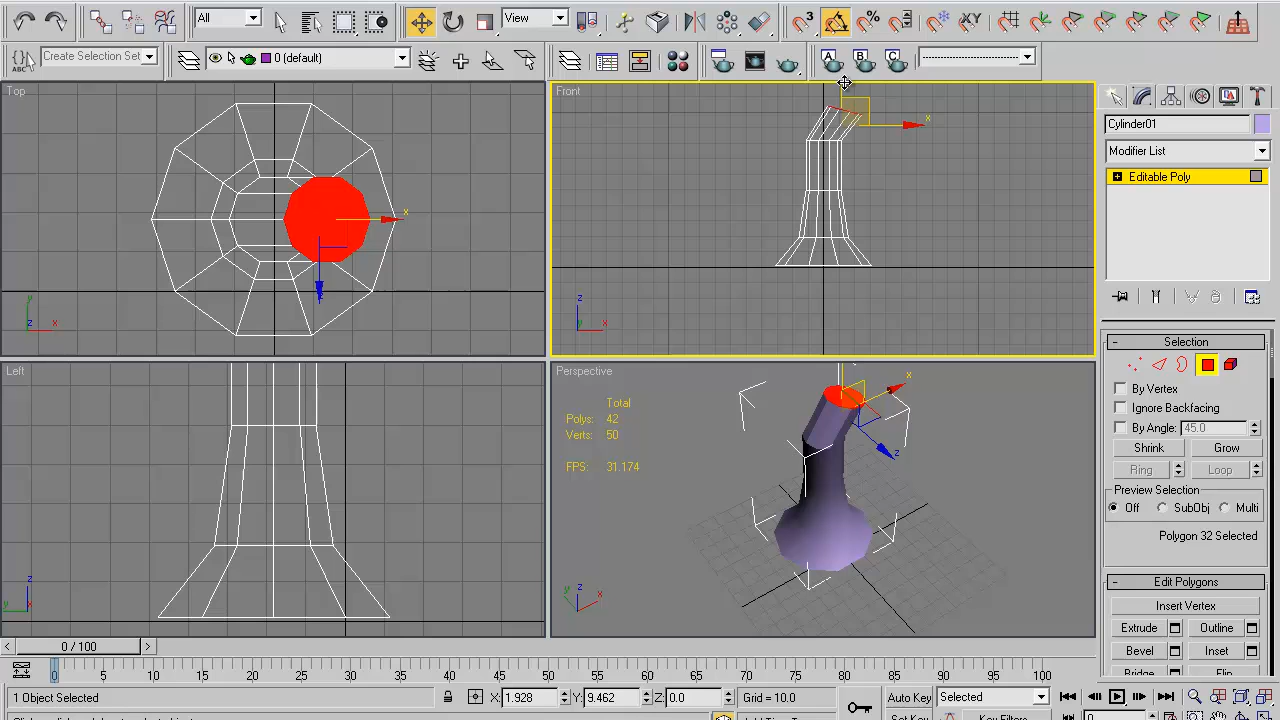 All
View
3
%
XY
{}
ABC
Create Selection Set
0 (default)
A
B
C
Top
Front
x
x
y
z x
z
y x
Left
Perspective
Total
Polys: 42
Verts: 50
FPS: 31.174
x
z
z
y x
z
y x
Cylinder01
Modifier List
Editable Poly
Selection
By Vertex
Ignore Backfacing
By Angle: 45.0
Shrink
Grow
Ring
Loop
Preview Selection
Off
SubObj
Multi
Polygon 32 Selected
Edit Polygons
Insert Vertex
Extrude
Outline
Bevel
Inset
0 / 100
0 5 10 15 20 25 30 35 40 45 50 55 60 65 70 75 80 85 90 95 100
1 Object Selected
X: 1.928
Y: 9.462
Z: 0.0
Grid = 10.0
Auto Key
Selected